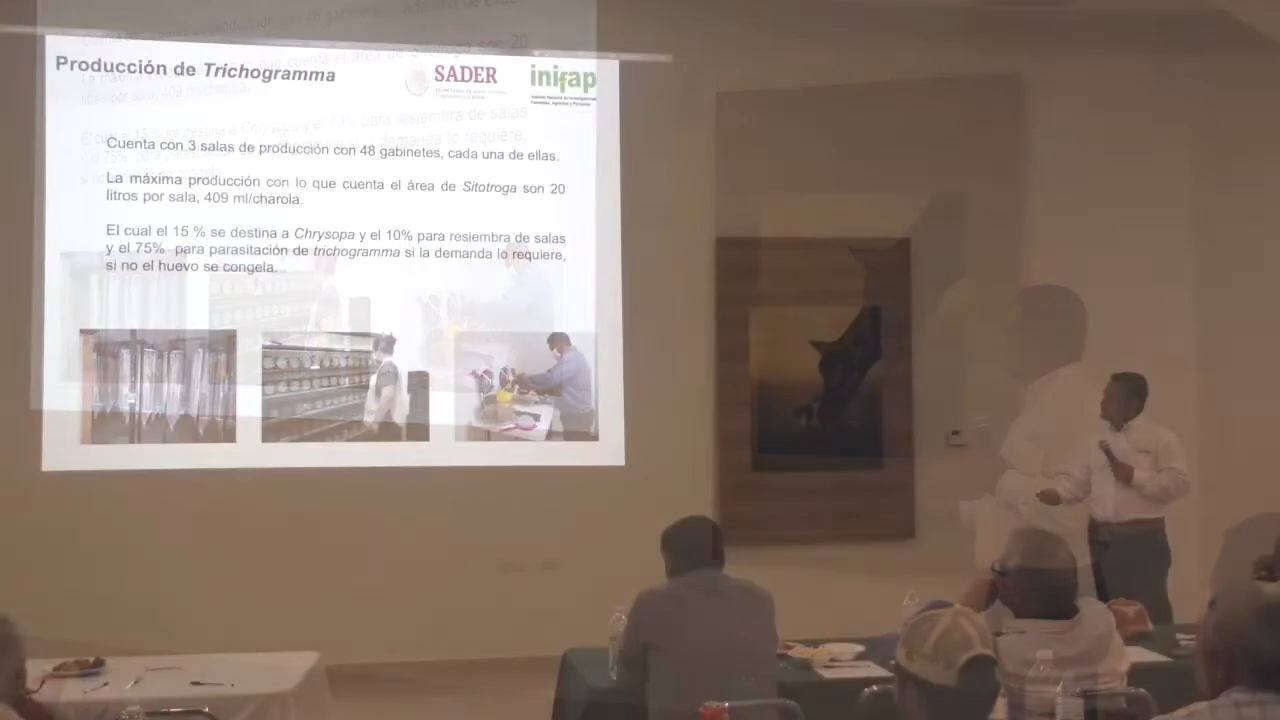 Producción de Trichogramma
SADER
inifap
Cuenta con 3 salas de producción con 48 gabinetes, cada una de ellas.
La máxima producción con lo que cuenta el área de Sitotroga son 20
litros por sala, 409 ml/charola.
El cual el 15 % se destina a Chrysopa y el 10% para resiembra de salas
y el 75% para parasitación de trichogramma si la demanda lo requiere,
si no el huevo se congela.